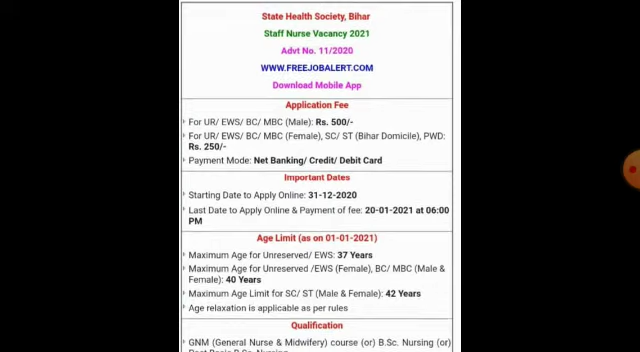 State Health Society, Bihar
Staff Nurse Vacancy 2021
Advt No. 11/2020
WWW.FREEJOBALERT.COM
Download Mobile App
Application Fee
For UR/ EWS/ BC/ MBC (Male): Rs. 500/-
For UR/ EWS/ BC/ MBC (Female), SC/ ST (Bihar Domicile), PWD:
Rs. 250/-
Payment Mode: Net Banking/ Credit/ Debit Card
Important Dates
Starting Date to Apply Online: 31-12-2020
Last Date to Apply Online & Payment of fee: 20-01-2021 at 06:00
PM
Age Limit (as on 01-01-2021)
Maximum Age for Unreserved/ EWS: 37 Years
Maximum Age for Unreserved /EWS (Female), BC/ MBC (Male &
Female): 40 Years
Maximum Age Limit for SC/ ST (Male & Female): 42 Years
Age relaxation is applicable as per rules
Qualification
GNM (General Nurse & Midwifery) course (or) B.Sc. Nursing (or)